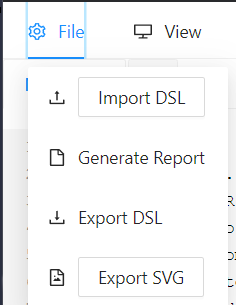 File View
Import DSL
Generate Report
Export DSL
Export SVG